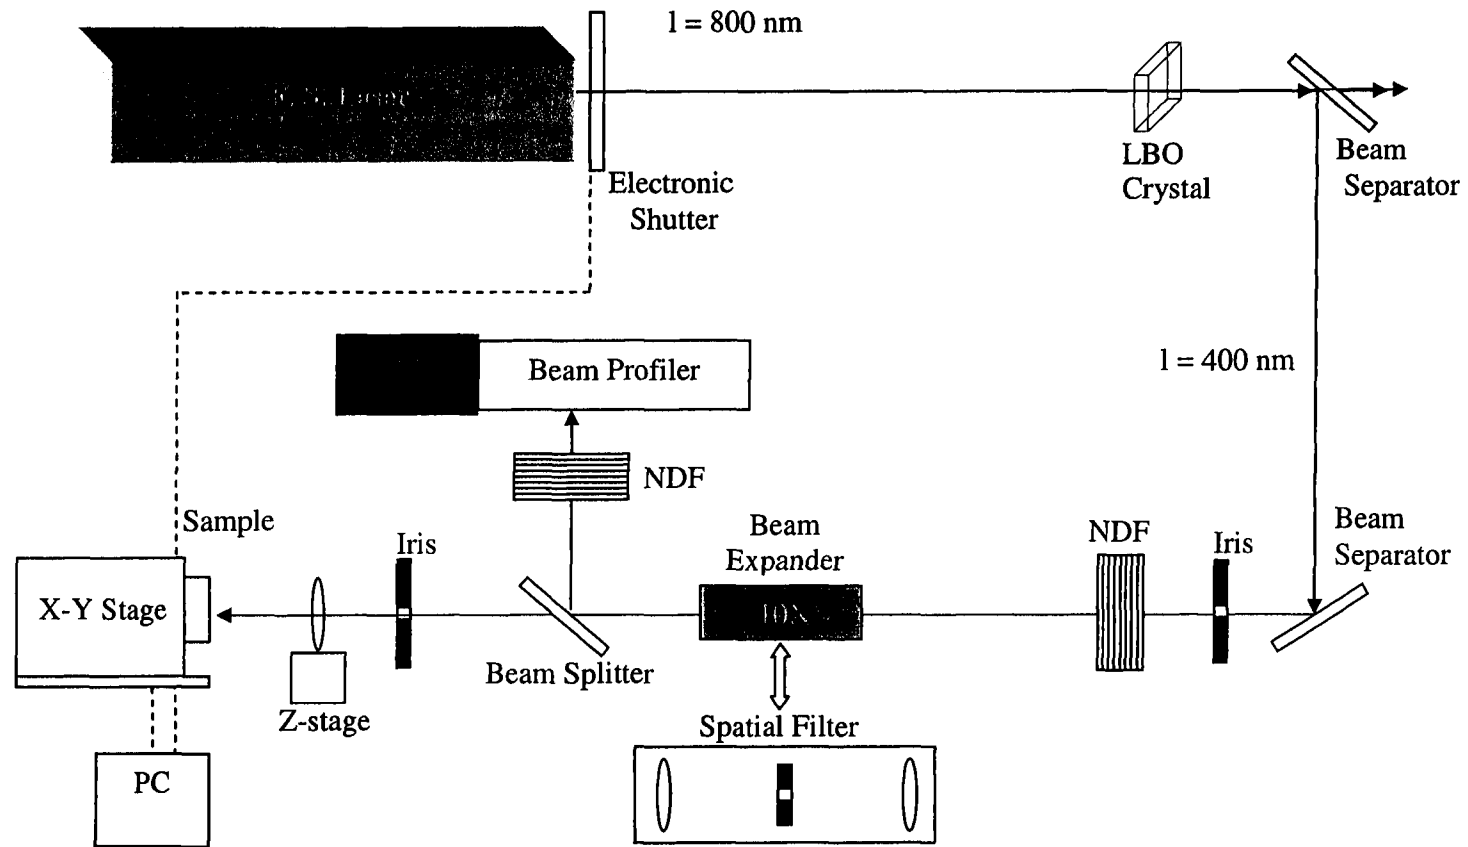 l = 800 nm
LBO
Crystal
Beam
Separator
Electronic
Shutter
Beam Profiler
l = 400 nm
NDF
Sample
Iris
Beam
Expander
NDF
Iris
Beam
Separator
X-Y Stage
10X
Beam Splitter
Z-stage
Spatial Filter
PC